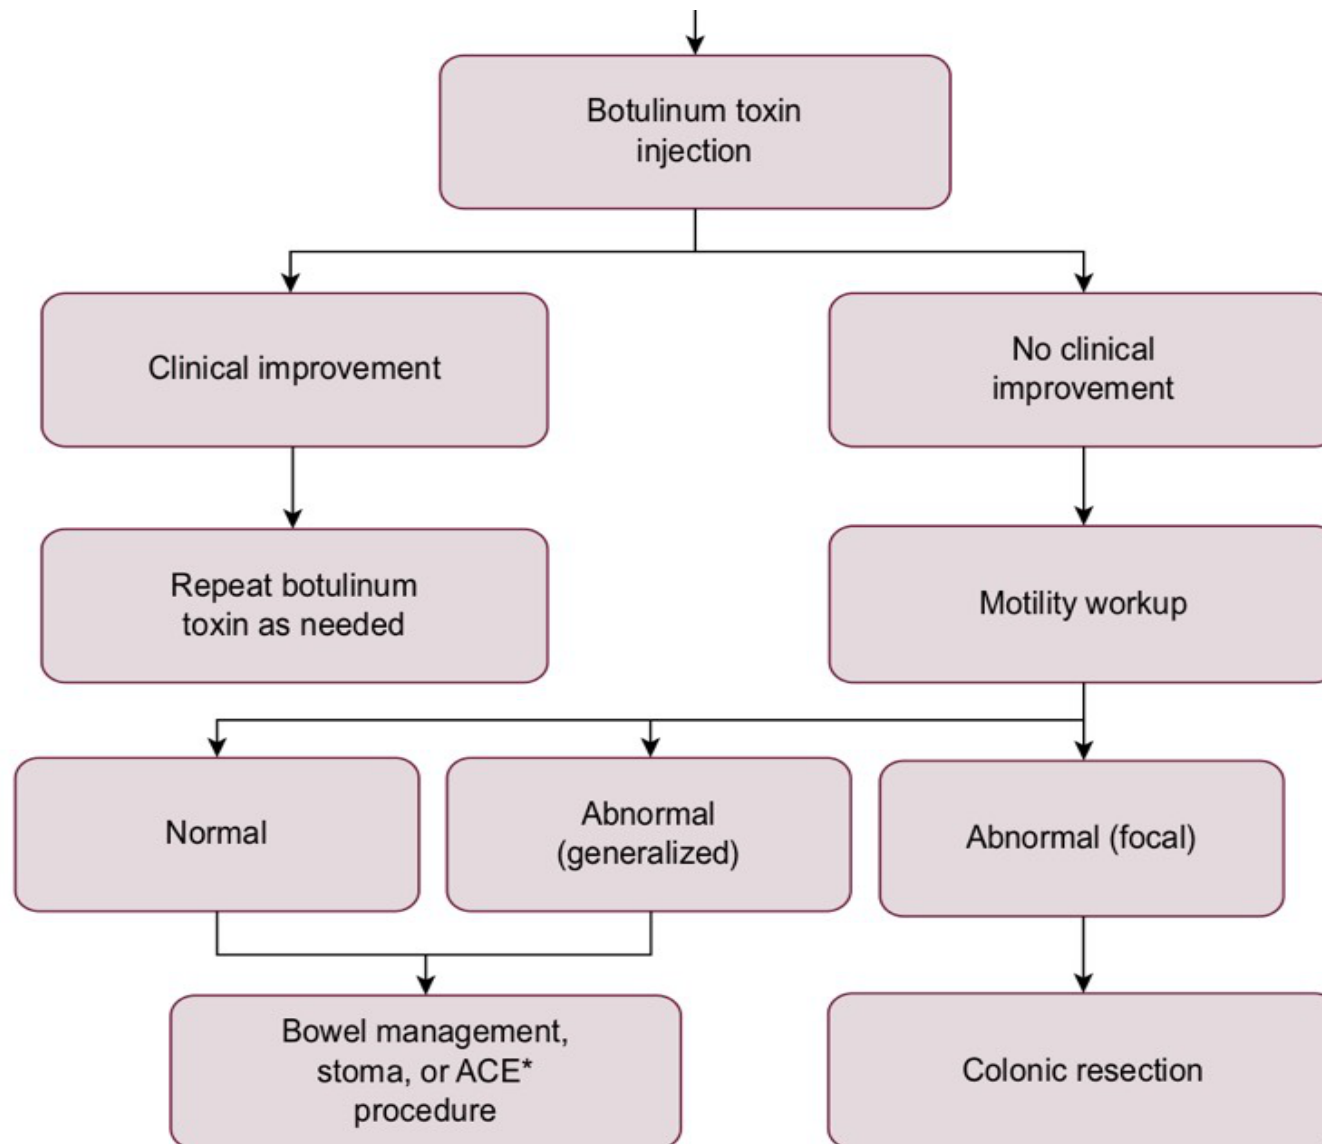 Botulinum toxin
injection
Clinical improvement
No clinical
improvement
Repeat botulinum
toxin as needed
Motility workup
Normal
Abnormal
(generalized)
Abnormal (focal)
Bowel management,
stoma, or ACE*
procedure
Colonic resection